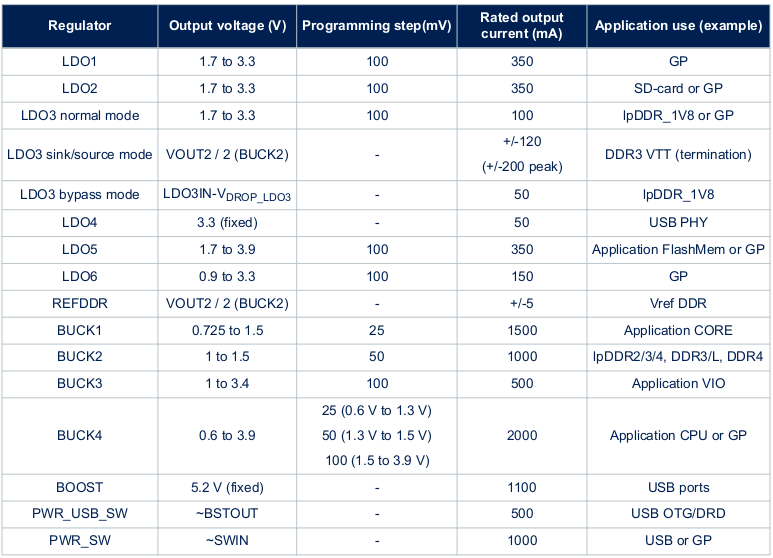 Regulator Output voltage (V) Programming step(mV) Rated output current (mA) Application use (example)
LDO1 1.7 to 3.3 100 350 GP
LDO2 1.7 to 3.3 100 350 SD-card or GP
LDO3 normal mode 1.7 to 3.3 100 100 lpDDR_1V8 or GP
LDO3 sink/source mode VOUT2 / 2 (BUCK2) - +/-120 (+/-200 peak) DDR3 VTT (termination)
LDO3 bypass mode LDO3IN-VDROP_LDO3 - 50 lpDDR_1V8
LDO4 3.3 (fixed) - 50 USB PHY
LDO5 1.7 to 3.9 100 350 Application FlashMem or GP
LDO6 0.9 to 3.3 100 150 GP
REFDDR VOUT2 / 2 (BUCK2) - +/-5 Vref DDR
BUCK1 0.725 to 1.5 25 1500 Application CORE
BUCK2 1 to 1.5 50 1000 lpDDR2/3/4, DDR3/L, DDR4
BUCK3 1 to 3.4 100 500 Application VIO
BUCK4 0.6 to 3.9 25 (0.6 V to 1.3 V) 50 (1.3 V to 1.5 V) 100 (1.5 to 3.9 V) 2000 Application CPU or GP
BOOST 5.2 V (fixed) - 1100 USB ports
PWR_USB_SW ~BSTOUT - 500 USB OTG/DRD
PWR_SW ~SWIN - 1000 USB or GP